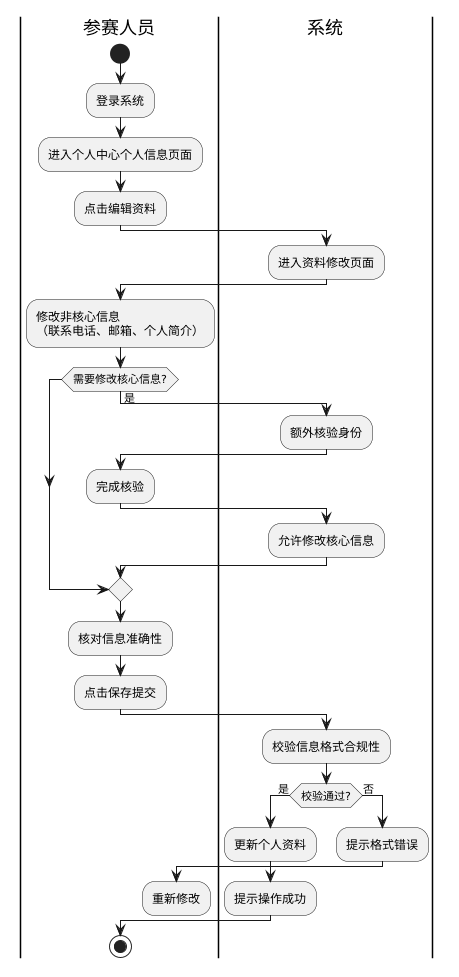 参赛人员
系统
登录系统
进入个人中心个人信息页面
点击编辑资料
进入资料修改页面
修改非核心信息
（联系电话、邮箱、个人简介）
需要修改核心信息?
是
额外核验身份
完成核验
允许修改核心信息
核对信息准确性
点击保存提交
校验信息格式合规性
是
校验通过?
否
更新个人资料
提示格式错误
重新修改
提示操作成功